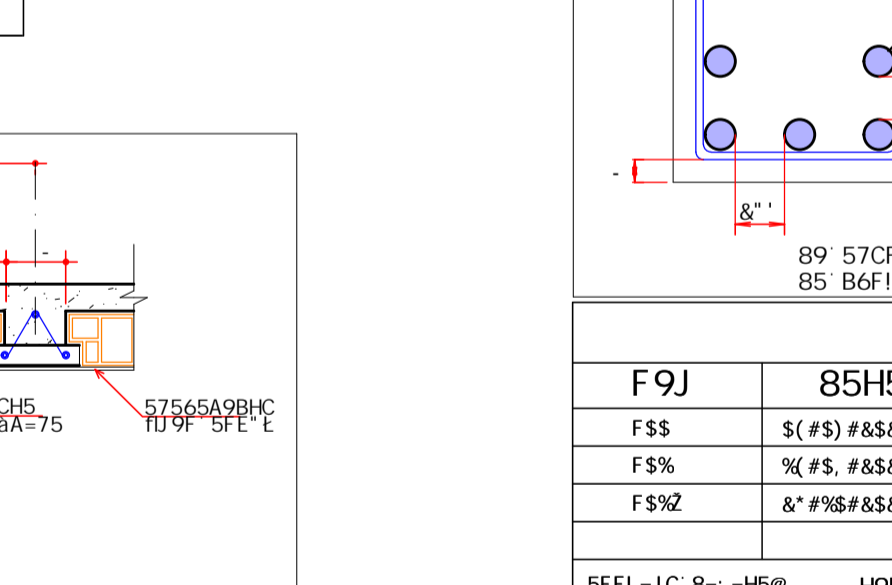 -
-
&"'
89˙57CF
85˙B6F!
CH5
àA=75
57565A9BHC
fIJ9F˙5FE"Ł
F9J
85H5
F$$
$(#$)#&$&
F$%
%(#$,#&$&
F$%Ž
&*#%$#&$&